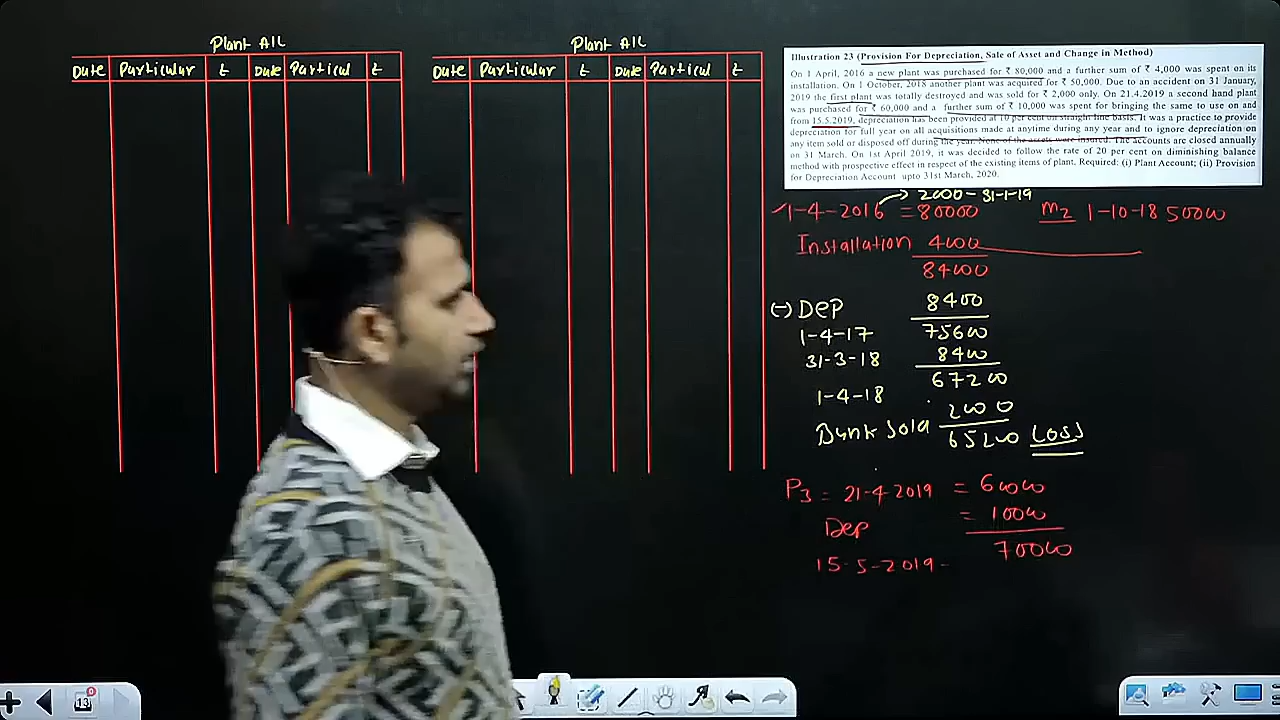 Plant A/c
Date Particular ₹ Date Particul ₹
Plant A/c
Date Particular ₹ Date Particul ₹
Illustration 23 (Provision For Depreciation, Sale of Asset and Change in Method)
On 1 April, 2016 a new plant was purchased for ₹ 80,000 and a further sum of ₹ 4,000 was spent on its
installation. On 1 October, 2018 another plant was acquired for ₹ 50,000. Due to an accident on 31 January,
2019 the first plant was totally destroyed and was sold for ₹ 2,000 only. On 21.4.2019 a second hand plant
was purchased for ₹ 60,000 and a further sum of ₹ 10,000 was spent for bringing the same to use on and
from 15.5.2019, depreciation has been provided at 10 per cent on straight line basis. It was a practice to provide
depreciation for full year on all acquisitions made at anytime during any year and to ignore depreciation on
any item sold or disposed off during the year. None of the assets were insured. The accounts are closed annually
on 31 March. On 1st April 2019, it was decided to follow the rate of 20 per cent on diminishing balance
method with prospective effect in respect of the existing items of plant. Required: (i) Plant Account; (ii) Provision
for Depreciation Account upto 31st March, 2020.
2000 - 31-1-19
1-4-2016 = 80000 M2 1-10-18 50000
Installation 4000
84000
(-) Dep 8400
1-4-17 75600
31-3-18 8400
67200
1-4-18
2000
Bank Sold 65200 Loss
P3 = 21-4-2019 = 60000
Dep = 10000
15-5-2019- 70000
13
0